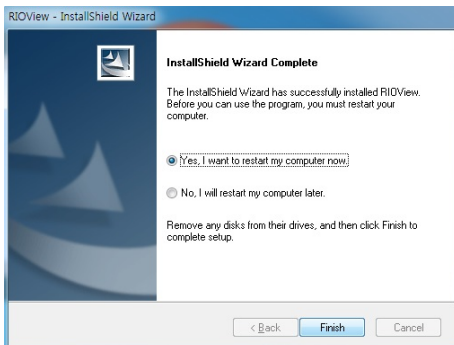 RIOView - InstallShield Wizard
InstallShield Wizard Complete
The InstallShield Wizard has successfully installed RIOView.
Before you can use the program, you must restart your
computer.
Yes, I want to restart my computer now.
No, I will restart my computer later.
Remove any disks from their drives, and then click Finish to
complete setup.
< Back
Finish
Cancel